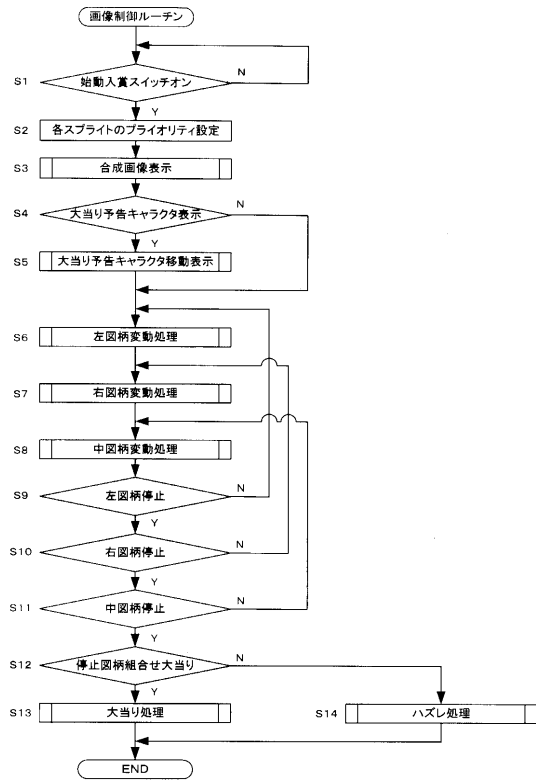 画像制御ルーチン
S1
始動入賞スイッチオン
N
Y
S2
各スプライトのプライオリティ設定
S3
合成画像表示
S4
大当り予告キャラクタ表示
N
Y
S5
大当り予告キャラクタ移動表示
S6
左図柄変動処理
S7
右図柄変動処理
S8
中図柄変動処理
S9
左図柄停止
N
Y
S10
右図柄停止
N
Y
S11
中図柄停止
N
Y
S12
停止図柄組合せ大当り
N
Y
S13
大当り処理
S14
ハズレ処理
END